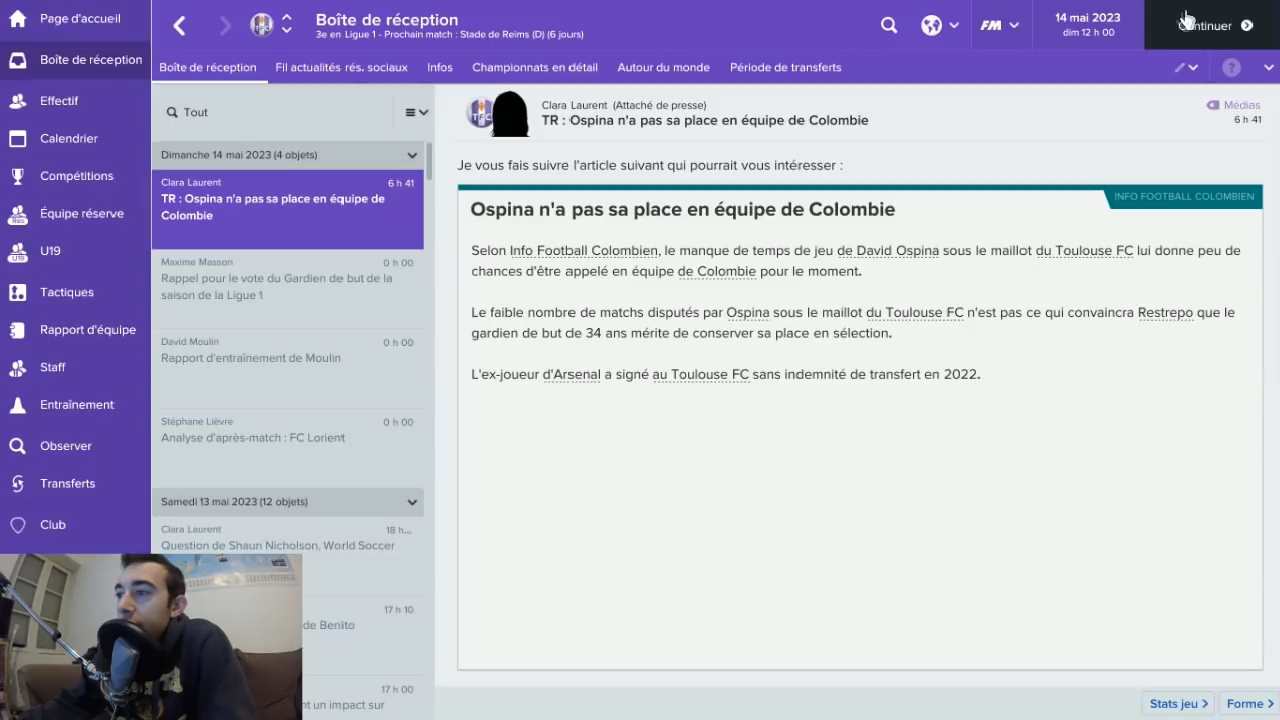 Page d'accueil
Boîte de réception
Effectif
Calendrier
Compétitions
Équipe réserve
U19
Tactiques
Rapport d'équipe
Staff
Entraînement
Observer
Transferts
Club
Boîte de réception
3e en Ligue 1 - Prochain match : Stade de Reims (D) (6 jours)
FM
14 mai 2023
dim 12 h 00
Continuer
Boîte de réception
Fil actualités rés. sociaux
Infos
Championnats en détail
Autour du monde
Période de transferts
Tout
Dimanche 14 mai 2023 (4 objets)
Clara Laurent 6 h 41
TR : Ospina n'a pas sa place en équipe de
Colombie
Maxime Masson 0 h 00
Rappel pour le vote du Gardien de but de la
saison de la Ligue 1
David Moulin 0 h 00
Rapport d'entraînement de Moulin
Stéphane Lièvre 0 h 00
Analyse d'après-match : FC Lorient
Samedi 13 mai 2023 (12 objets)
Clara Laurent 18 h...
Question de Shaun Nicholson, World Soccer
17 h 10
de Benito
17 h 00
nt un impact sur
Clara Laurent (Attaché de presse)
TR : Ospina n'a pas sa place en équipe de Colombie
Médias
6 h 41
Je vous fais suivre l'article suivant qui pourrait vous intéresser :
INFO FOOTBALL COLOMBIEN
Ospina n'a pas sa place en équipe de Colombie
Selon Info Football Colombien, le manque de temps de jeu de David Ospina sous le maillot du Toulouse FC lui donne peu de
chances d'être appelé en équipe de Colombie pour le moment.
Le faible nombre de matchs disputés par Ospina sous le maillot du Toulouse FC n'est pas ce qui convaincra Restrepo que le
gardien de but de 34 ans mérite de conserver sa place en sélection.
L'ex-joueur d'Arsenal a signé au Toulouse FC sans indemnité de transfert en 2022.
Stats jeu
Forme